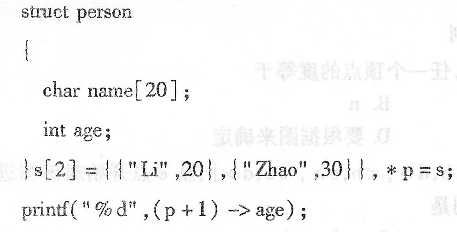 struct person
{
char name[20];
int age;
}s[2]={{"Li",20},{"Zhao",30}},*p=s;
printf("%d",(p+1)->age);